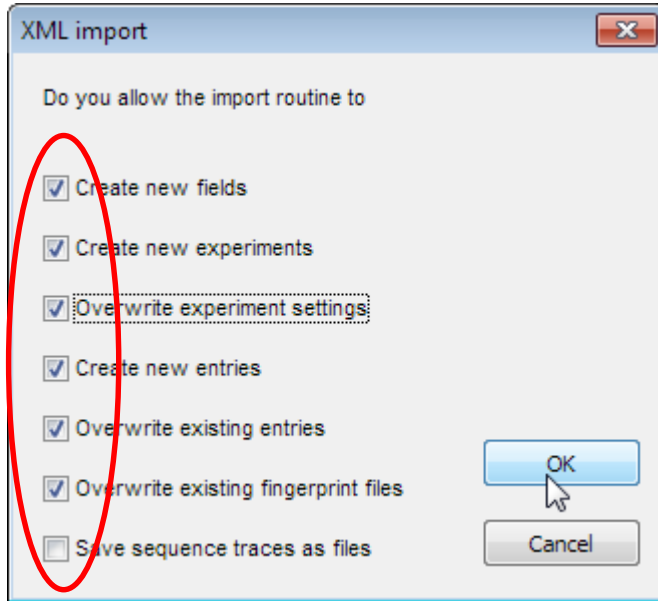 XML import
Do you allow the import routine to
Create new fields
Create new experiments
Overwrite experiment settings
Create new entries
Overwrite existing entries
Overwrite existing fingerprint files
Save sequence traces as files
OK
Cancel